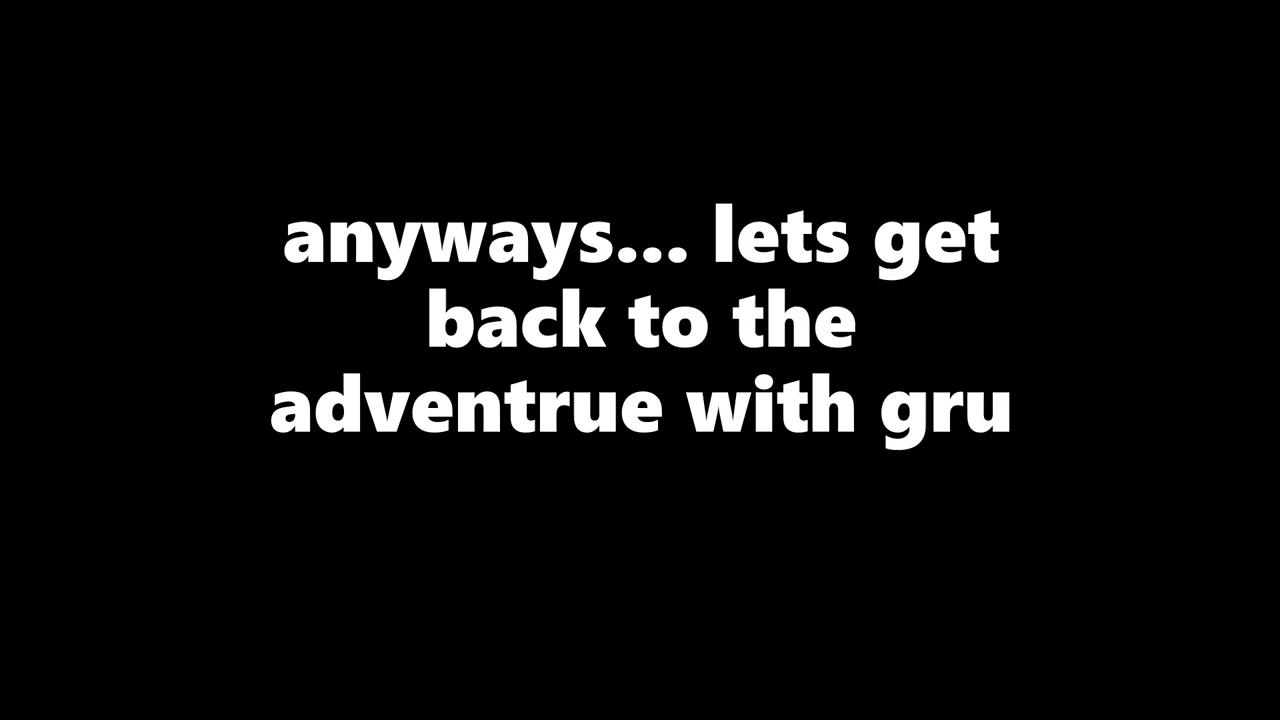 anyways... lets get
back to the
adventrue with gru